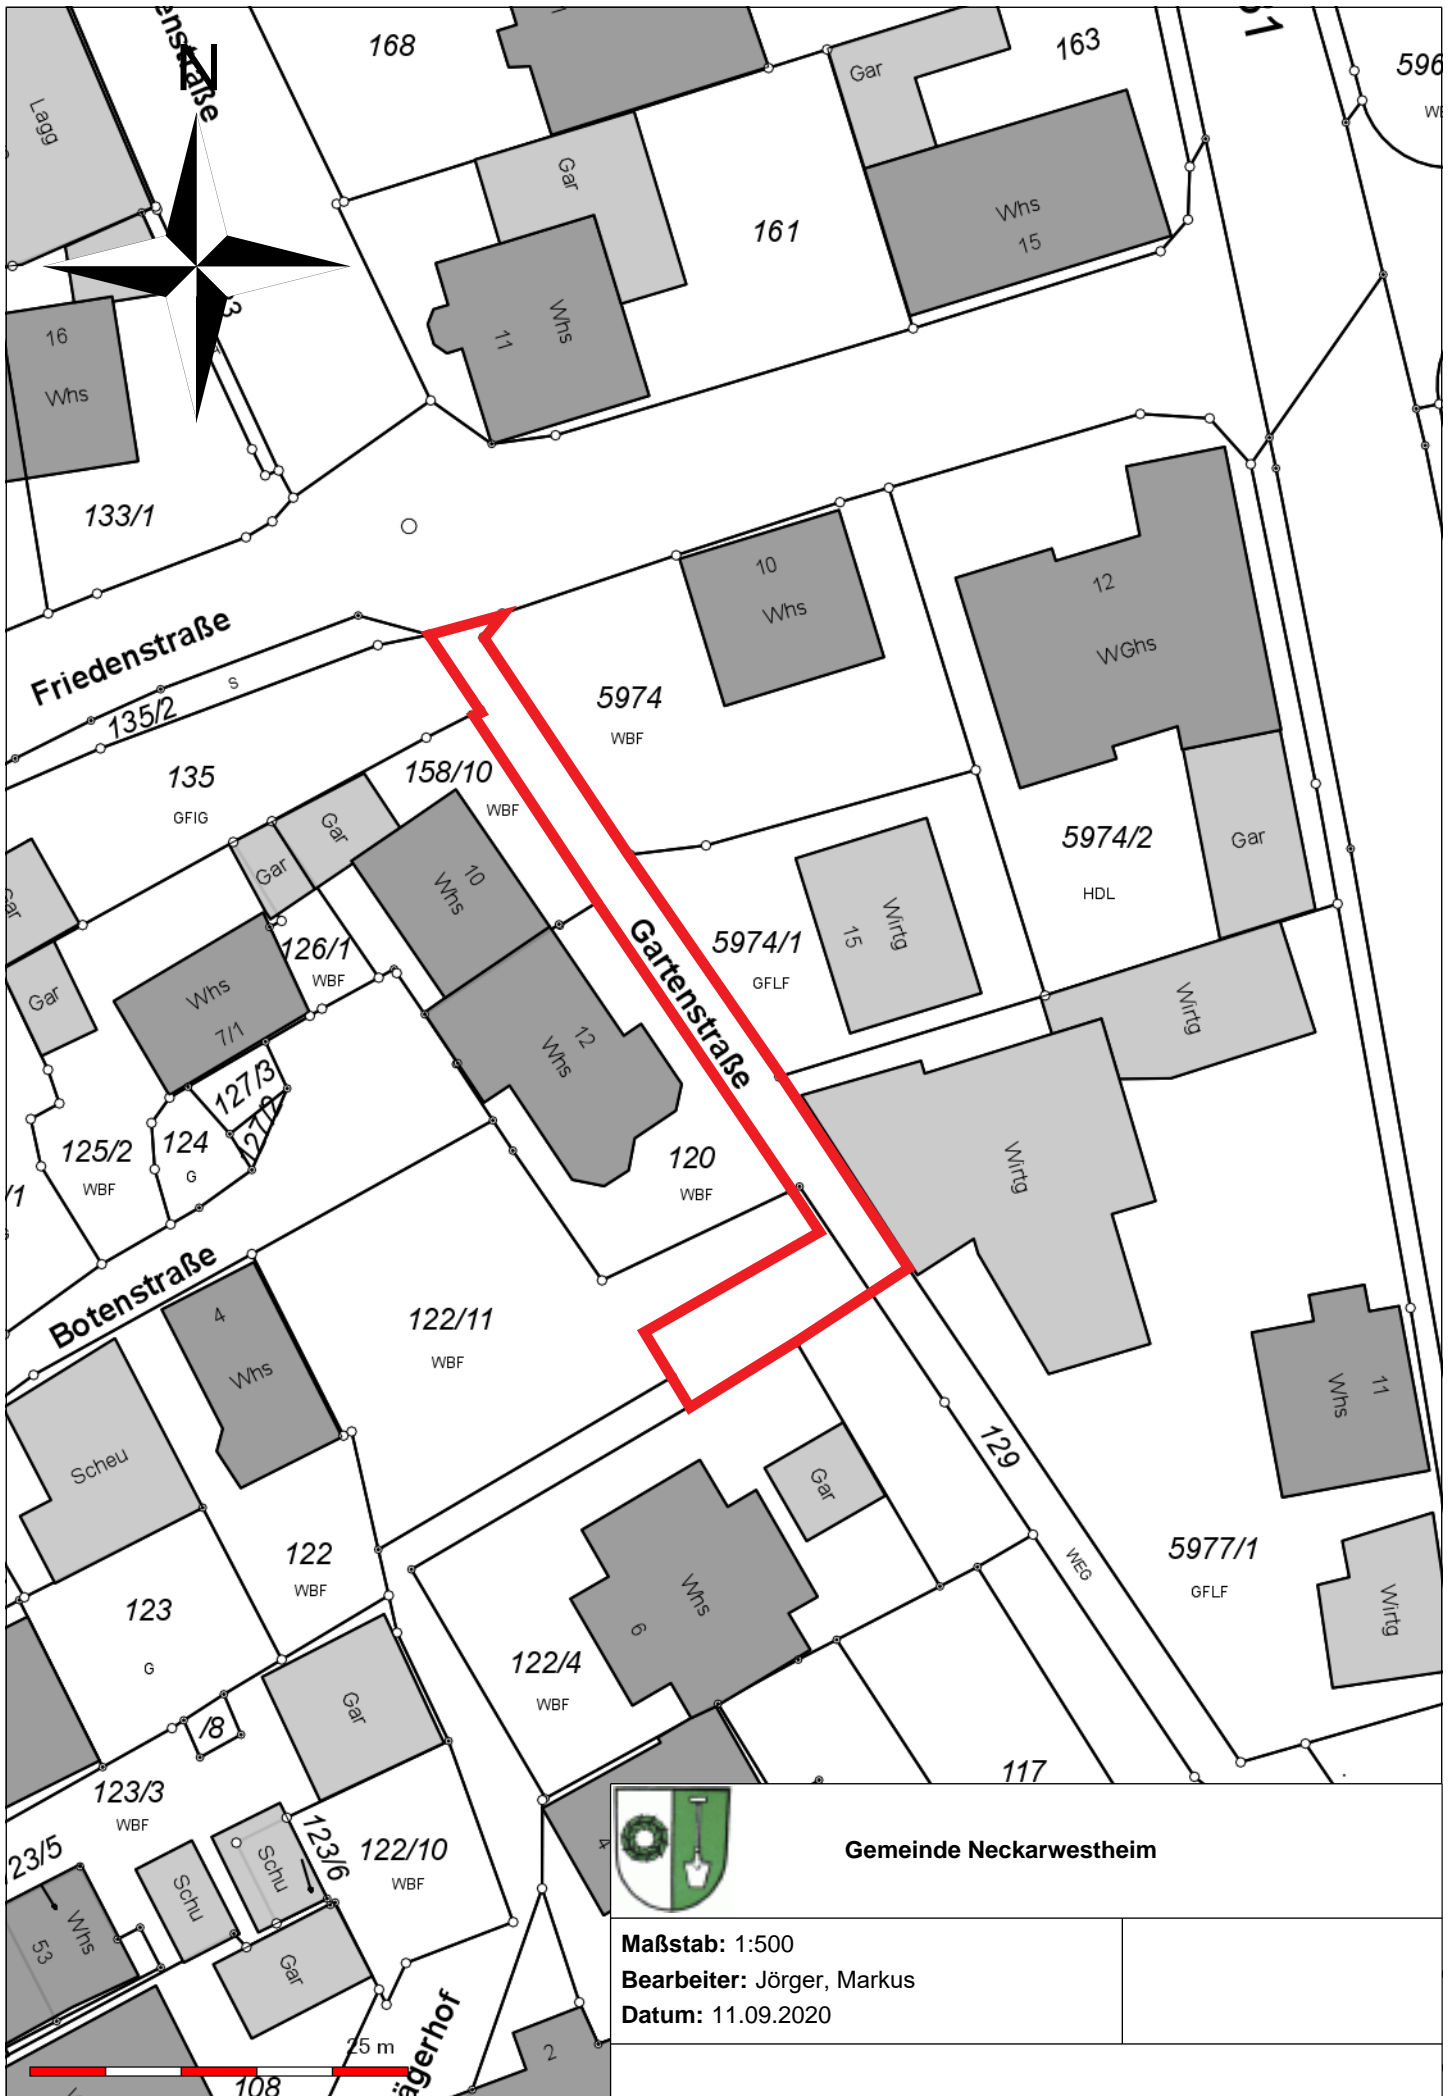 168
163
596
Gar
Lagg
N
Gar
161
Whs
15
16
Whs
11
Whs
133/1
10
Whs
12
WGhs
Friedenstraße
S
135/2
5974
WBF
135
GFIG
158/10
WBF
Gar
Gar
10
Whs
5974/2
HDL
Gar
Gartenstraße
5974/1
GFLF
15
Wirtg
126/1
WBF
Gar
Whs
7/1
12
Whs
Wirtg
127/3
127/2
125/2
WBF
124
G
120
WBF
Wirtg
Botenstraße
4
Whs
122/11
WBF
11
Whs
Scheu
129
Gar
WEG
5977/1
GFLF
Wirtg
122
WBF
123
G
Whs
6
122/4
WBF
Gar
/8
117
123/3
WBF
123/6
122/10
WBF
Schu
Schu
Whs
53
Gar
4
2
25 m
108
Gemeinde Neckarwestheim
Maßstab: 1:500
Bearbeiter: Jörger, Markus
Datum: 11.09.2020